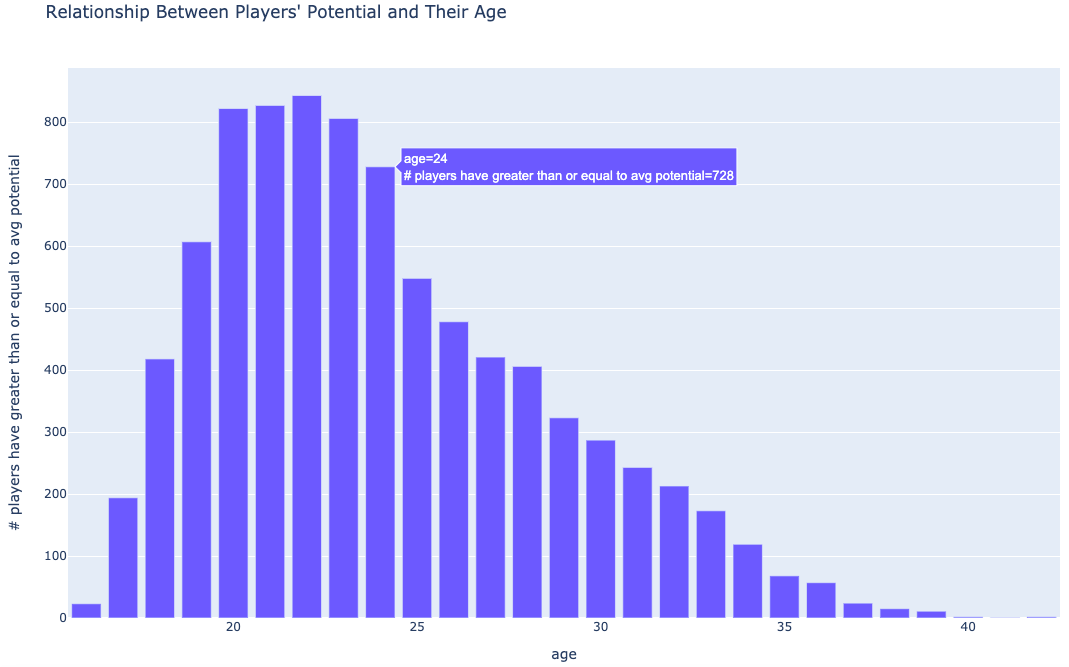 Relationship Between Players' Potential and Their Age
# players have greater than or equal to avg potential
800
700
600
500
400
300
200
100
0
age=24
# players have greater than or equal to avg potential=728
20
25
30
35
40
age